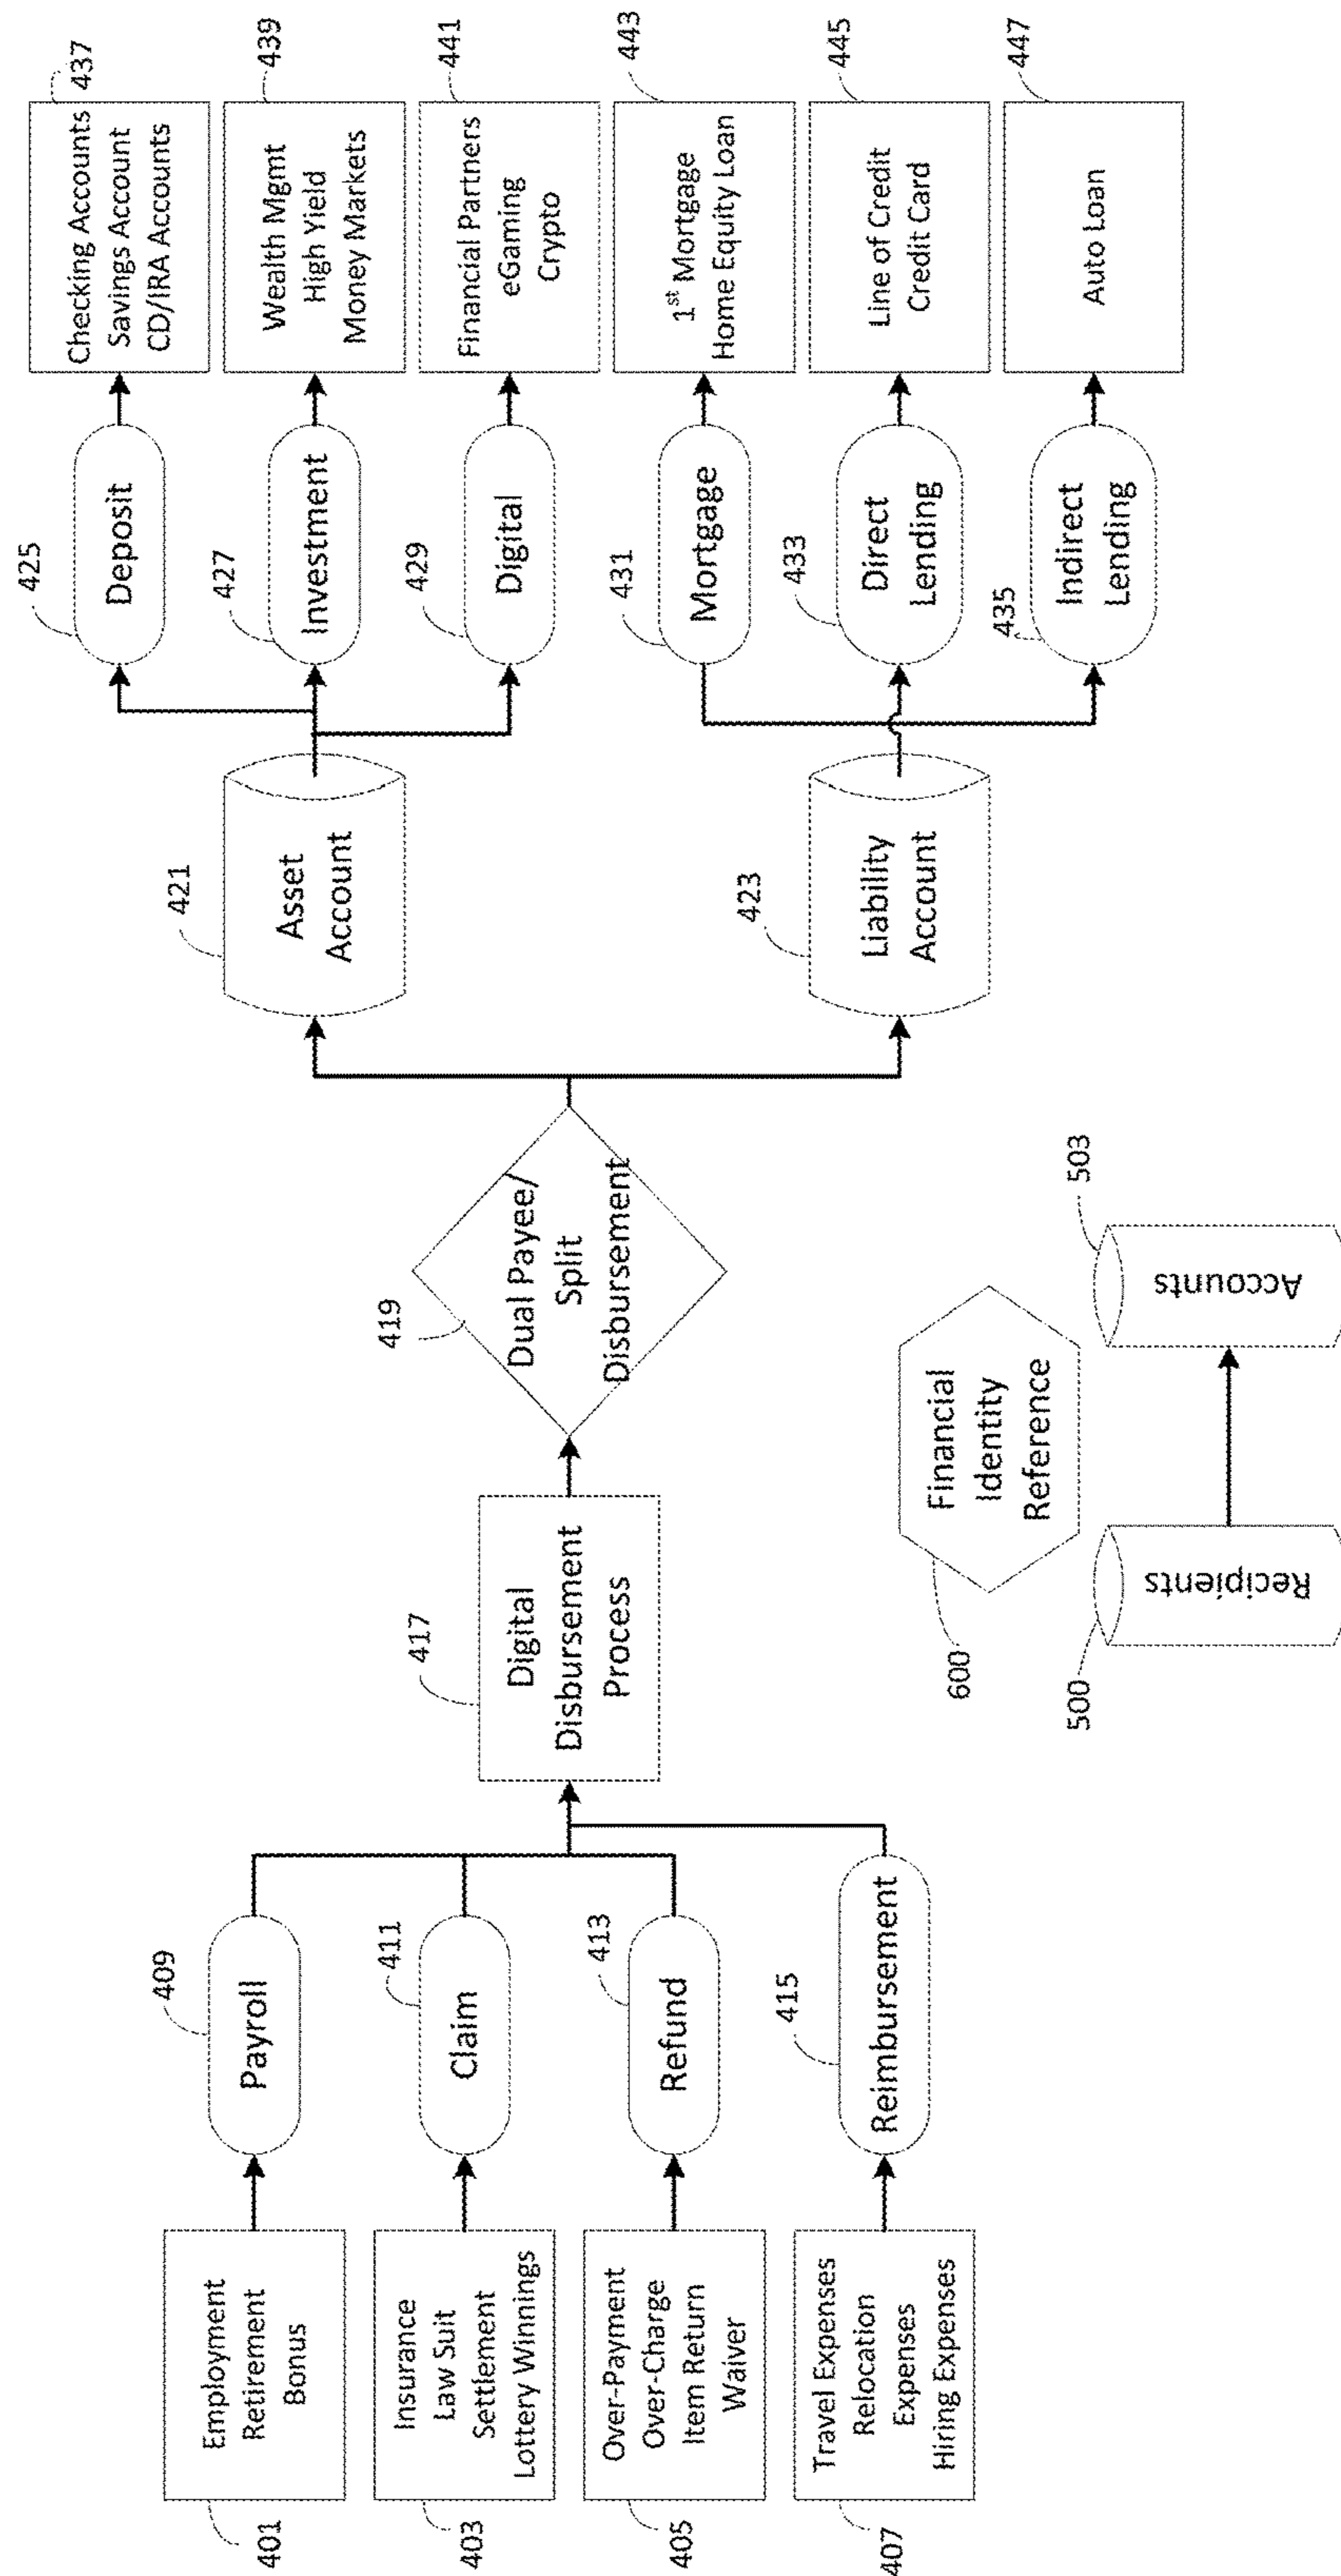 401
Employment
Retirement
Bonus
403
Insurance
Law Suit
Settlement
Lottery Winnings
405
Over-Payment
Over-Charge
Item Return
Waiver
407
Travel Expenses
Relocation
Expenses
Hiring Expenses
409
Payroll
411
Claim
413
Refund
415
Reimbursement
417
Digital
Disbursement
Process
419
Dual Payee/
Split
Disbursement
421
Asset
Account
423
Liability
Account
425
Deposit
427
Investment
429
Digital
431
Mortgage
433
Direct
Lending
435
Indirect
Lending
437
Checking Accounts
Savings Account
CD/IRA Accounts
439
Wealth Mgmt
High Yield
Money Markets
441
Financial Partners
eGaming
Crypto
443
1st Mortgage
Home Equity Loan
445
Line of Credit
Credit Card
447
Auto Loan
600
Financial
Identity
Reference
500
Recipients
503
Accounts